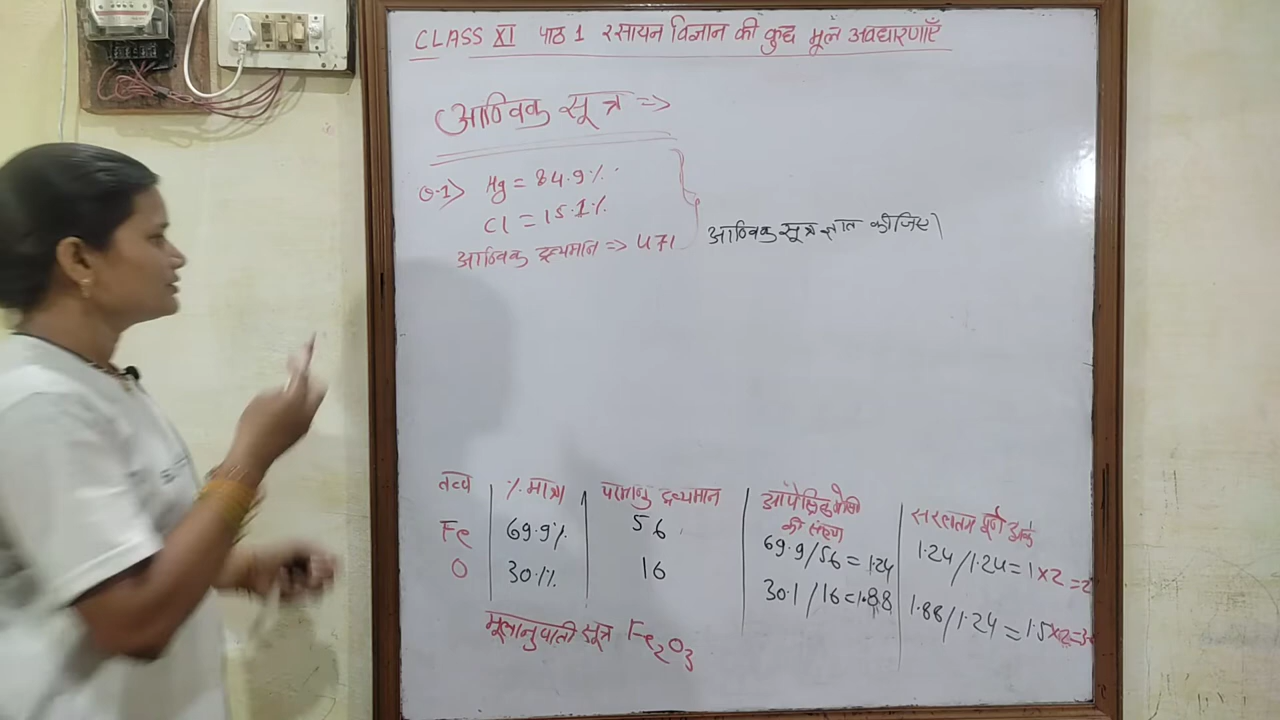 CLASS XI पाठ 1 रसायन विज्ञान की कुछ मूल अवधारणाएँ
आण्विक सूत्र =>
Q.1> Hg = 84.9%
Cl = 15.1%
आण्विक द्रव्यमान => 471
आण्विक सूत्र ज्ञात कीजिए।
तत्व | % मात्रा | परमाणु द्रव्यमान | की संख्या | सरलतम पूर्ण
Fe | 69.9% | 56 | 69.9/56 = 1.24 | 1.24/1.24 = 1×2 = 2
O | 30.1% | 16 | 30.1/16 = 1.88 | 1.88/1.24 = 1.5×2=3
मूलानुपाती सूत्र Fe₂O₃